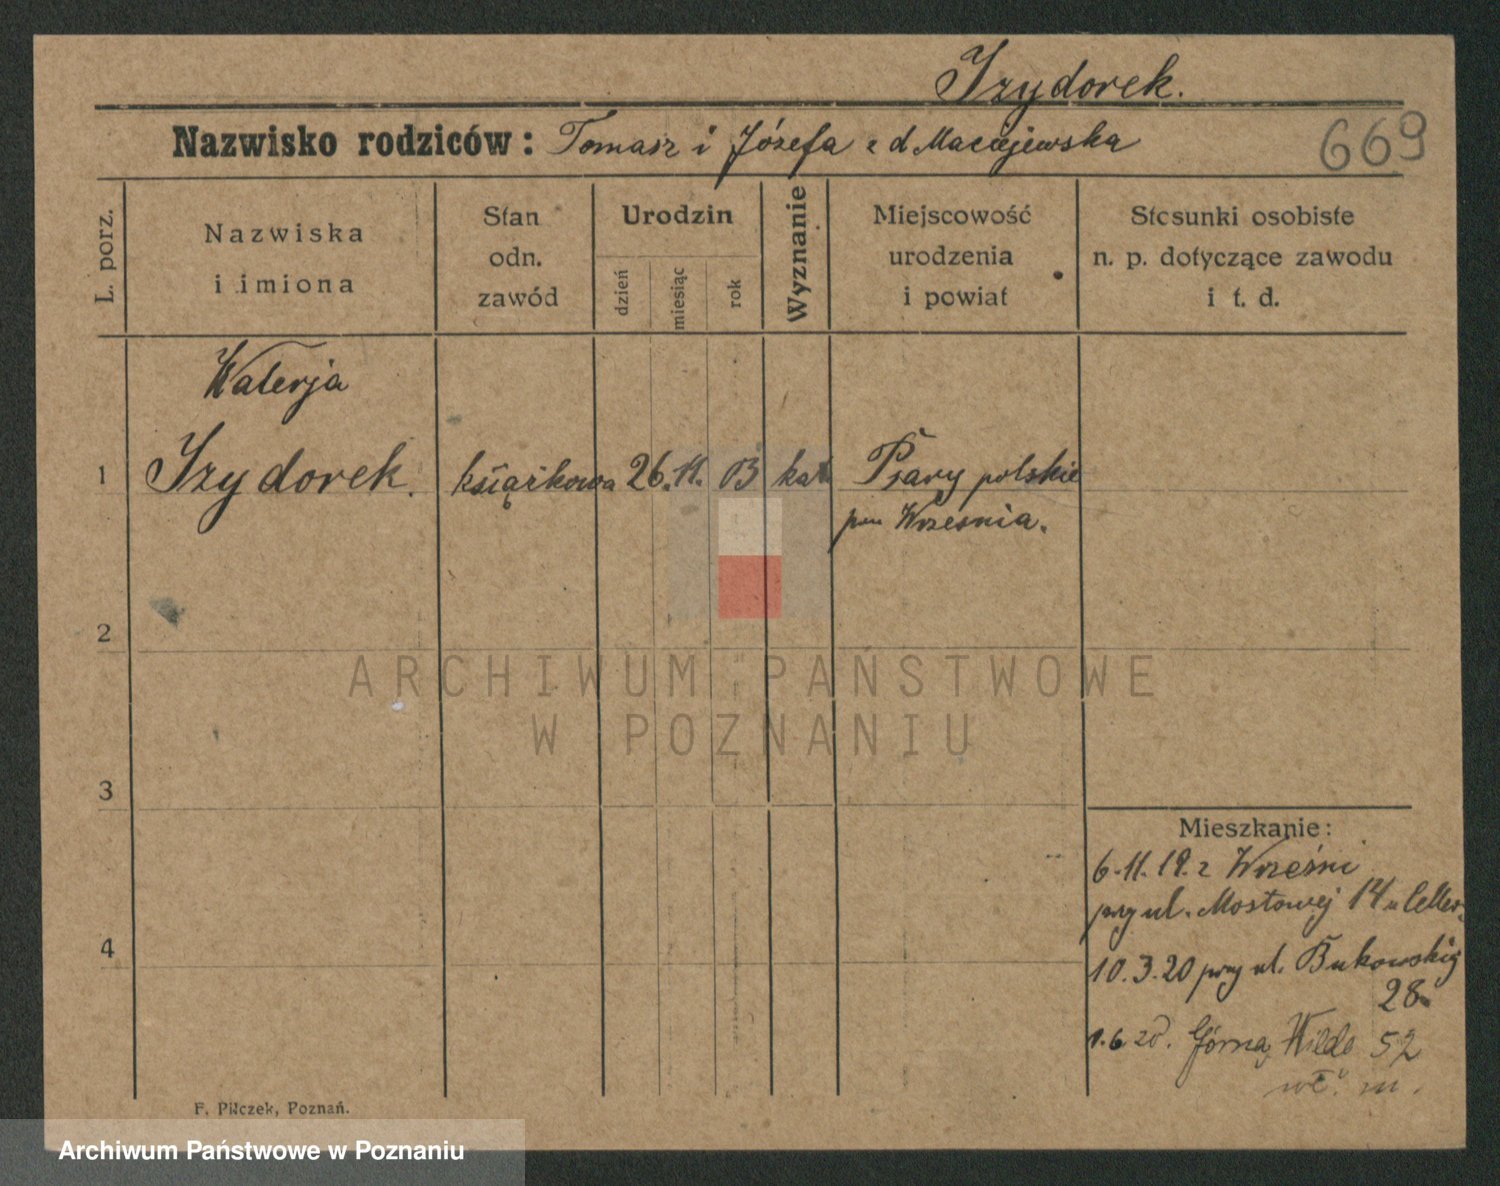 Izydorek.
Nazwisko rodziców: Tomasz i Józefa z d. Maciejewska
669
L. porz.
Nazwiska
i imiona
Stan
odn.
zawód
Urodzin
dzień
miesiąc
rok
Wyznanie
Miejscowość
urodzenia
i powiat
Stosunki osobiste
n. p. dotyczące zawodu
i t. d.
Walerja
1 Izydorek. książkowa 26. 11. kat Psary polskie
pow Września.
2
3
4
Mieszkanie:
6.11.19. z Wrześni
przy ul. Mostowej 14 u
10.3.20 przy ul. Bukowskiej
28.
1.6.20. Górna Wilda 52
F. Pilczek, Poznań.
ARCHIWUM PAŃSTWOWE
W POZNANIU
Archiwum Państwowe w Poznaniu